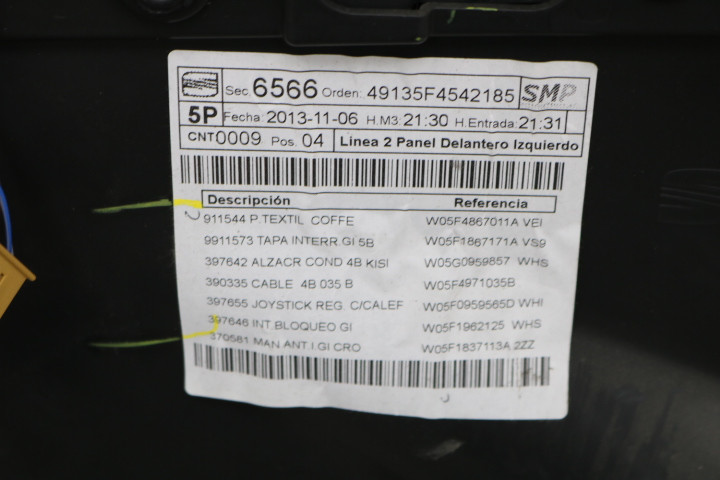 Sec. 6566 Orden: 49135F4542185 SMP
5P Fecha: 2013-11-06 H.M3: 21:30 H.Entrada: 21:31
CNT0009 Pos. 04 Linea 2 Panel Delantero Izquierdo
Descripción Referencia
911544 P.TEXTIL COFFE W05F4867011A VEI
9911573 TAPA INTERR.GI 5B W05F1867171A VS9
397642 ALZACR COND 4B KISI W05G0959857 WHS
390335 CABLE 4B 035 B W05F4971035B
397655 JOYSTICK REG. C/CALEF W05F0959565D WHI
397646 INT.BLOQUEO GI W05F1962125 WHS
370581 MAN.ANT.I.GI CRO W05F1837113A 2ZZ